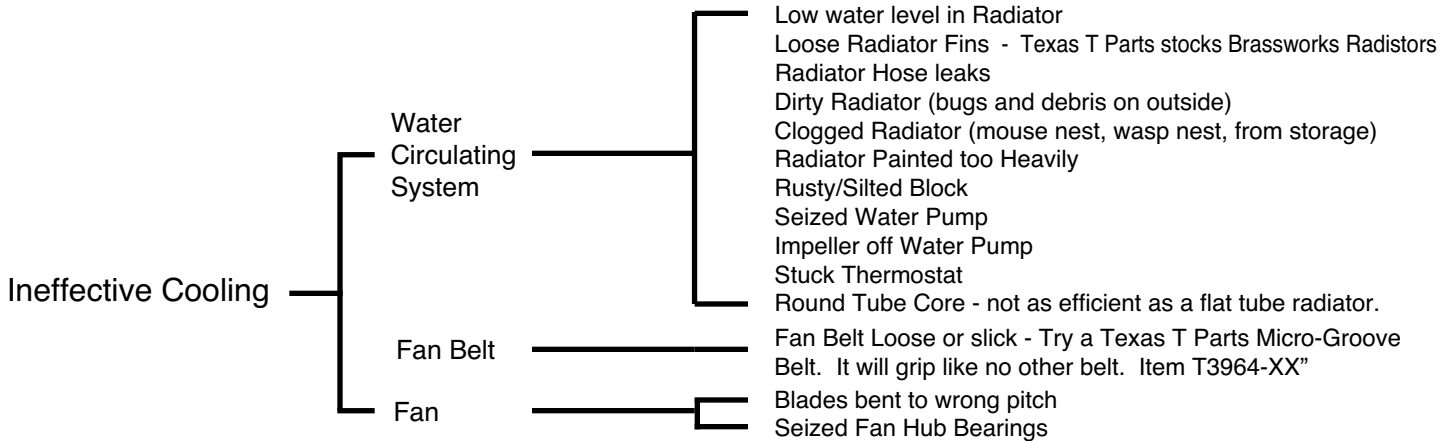 Ineffective Cooling
Water
Circulating
System
Low water level in Radiator
Loose Radiator Fins - Texas T Parts stocks Brassworks Radistors
Radiator Hose leaks
Dirty Radiator (bugs and debris on outside)
Clogged Radiator (mouse nest, wasp nest, from storage)
Radiator Painted too Heavily
Rusty/Silted Block
Seized Water Pump
Impeller off Water Pump
Stuck Thermostat
Round Tube Core - not as efficient as a flat tube radiator.
Fan Belt
Fan Belt Loose or slick - Try a Texas T Parts Micro-Groove
Belt. It will grip like no other belt. Item T3964-XX”
Fan
Blades bent to wrong pitch
Seized Fan Hub Bearings